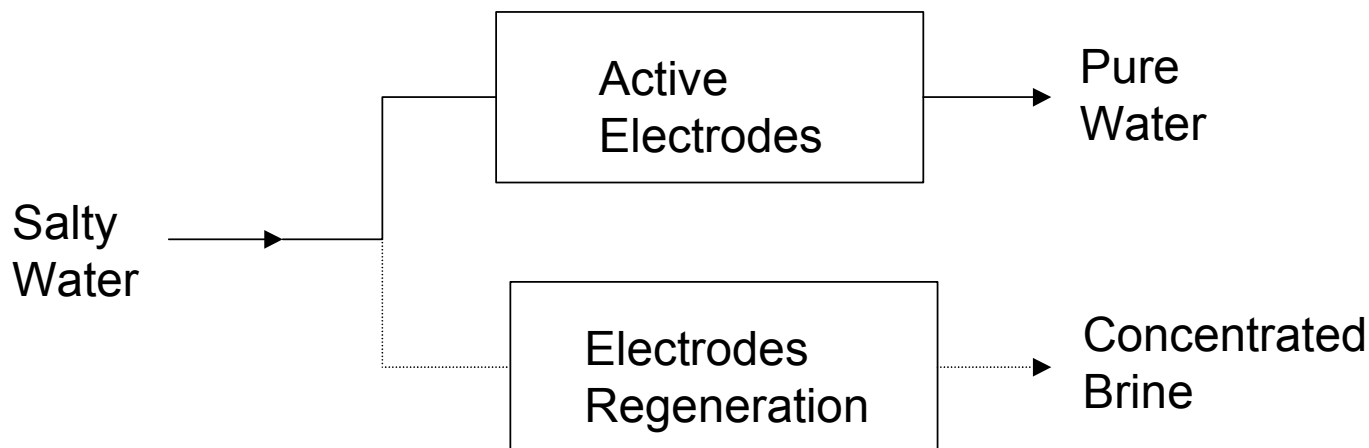 Salty
Water
Active
Electrodes
Pure
Water
Electrodes
Regeneration
Concentrated
Brine